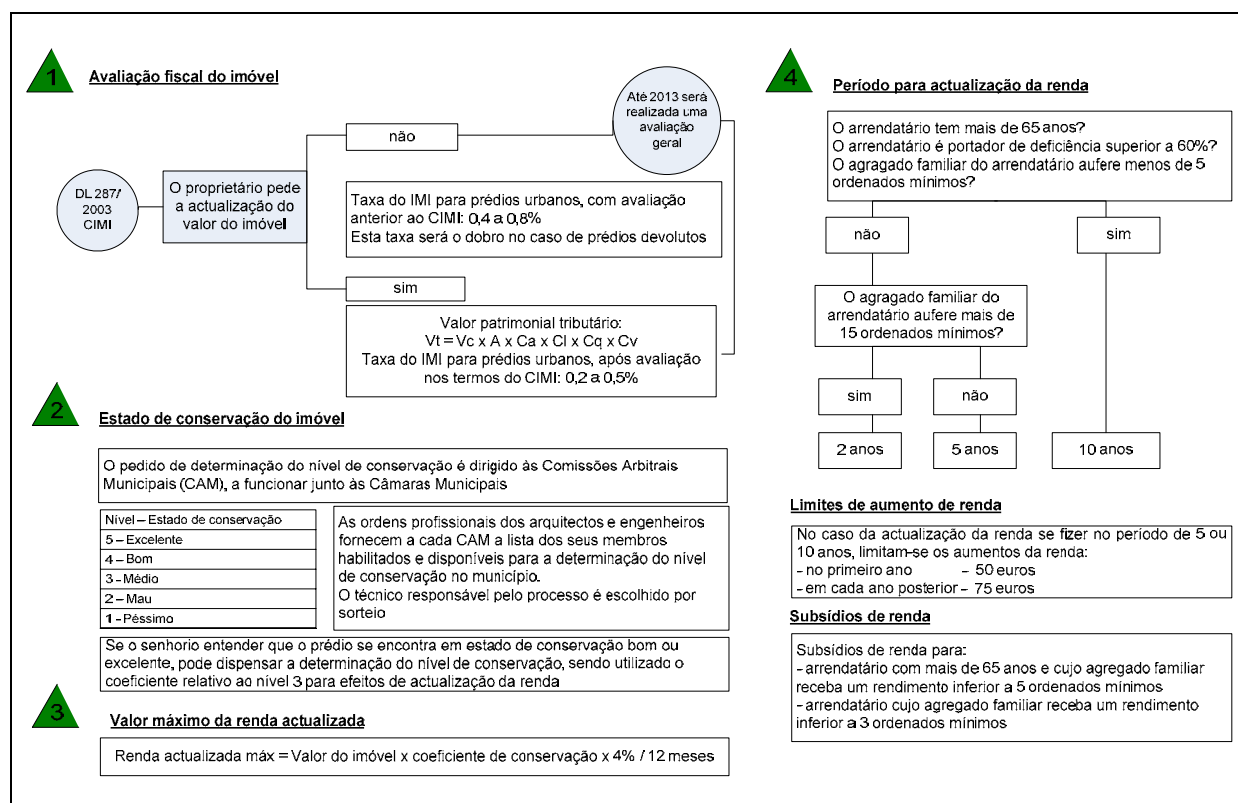 1
Avaliação fiscal do imóvel
DL 287/
2003
CIMI
O proprietário pede
a actualização do
valor do imóvel
não
Até 2013 será
realizada uma
avaliação
geral
Taxa do IMI para prédios urbanos, com avaliação
anterior ao CIMI: 0,4 a 0,8%
Esta taxa será o dobro no caso de prédios devolutos
sim
Valor patrimonial tributário:
Vt = Vc x A x Ca x Cl x Cq x Cv
Taxa do IMI para prédios urbanos, após avaliação
nos termos do CIMI: 0,2 a 0,5%
2
Estado de conservação do imóvel
O pedido de determinação do nível de conservação é dirigido às Comissões Arbitrais
Municipais (CAM), a funcionar junto às Câmaras Municipais
Nível – Estado de conservação
5 – Excelente
4 – Bom
3 - Médio
2 – Mau
1 - Péssimo
As ordens profissionais dos arquitectos e engenheiros
fornecem a cada CAM a lista dos seus membros
habilitados e disponíveis para a determinação do nível
de conservação no município.
O técnico responsável pelo processo é escolhido por
sorteio
Se o senhorio entender que o prédio se encontra em estado de conservação bom ou
excelente, pode dispensar a determinação do nível de conservação, sendo utilizado o
coeficiente relativo ao nível 3 para efeitos de actualização da renda
3
Valor máximo da renda actualizada
Renda actualizada máx = Valor do imóvel x coeficiente de conservação x 4% / 12 meses
4
Período para actualização da renda
O arrendatário tem mais de 65 anos?
O arrendatário é portador de deficiência superior a 60%?
O agragado familiar do arrendatário aufere menos de 5
ordenados mínimos?
não
sim
O agragado familiar do
arrendatário aufere mais de
15 ordenados mínimos?
sim
não
2 anos
5 anos
10 anos
Limites de aumento de renda
No caso da actualização da renda se fizer no período de 5 ou
10 anos, limitam-se os aumentos da renda:
- no primeiro ano - 50 euros
- em cada ano posterior - 75 euros
Subsídios de renda
Subsídios de renda para:
- arrendatário com mais de 65 anos e cujo agregado familiar
receba um rendimento inferior a 5 ordenados mínimos
- arrendatário cujo agregado familiar receba um rendimento
inferior a 3 ordenados mínimos